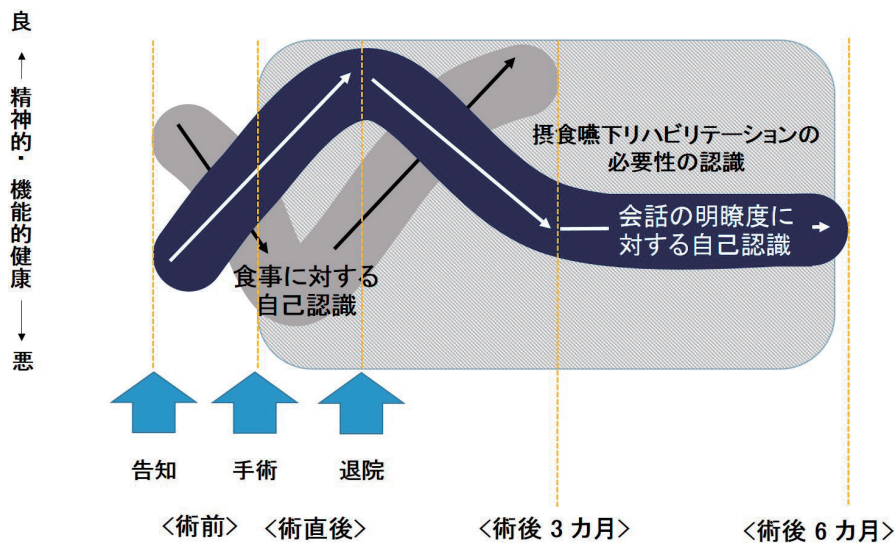 良
精神的・機能的健康
悪
摂食嚥下リハビリテーションの
必要性の認識
会話の明瞭度に
対する自己認識
食事に対する
自己認識
告知
手術
退院
<術前>
<術直後>
<術後 3 カ月>
<術後 6 カ月>